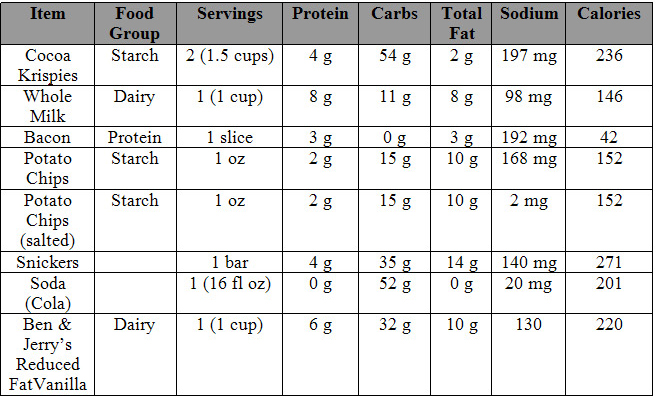 Item Food Group Servings Protein Carbs Total Fat Sodium Calories
Cocoa Krispies Starch 2 (1.5 cups) 4 g 54 g 2 g 197 mg 236
Whole Milk Dairy 1 (1 cup) 8 g 11 g 8 g 98 mg 146
Bacon Protein 1 slice 3 g 0 g 3 g 192 mg 42
Potato Chips Starch 1 oz 2 g 15 g 10 g 168 mg 152
Potato Chips (salted) Starch 1 oz 2 g 15 g 10 g 2 mg 152
Snickers 1 bar 4 g 35 g 14 g 140 mg 271
Soda (Cola) 1 (16 fl oz) 0 g 52 g 0 g 20 mg 201
Ben & Jerry's Reduced FatVanilla Dairy 1 (1 cup) 6 g 32 g 10 g 130 220